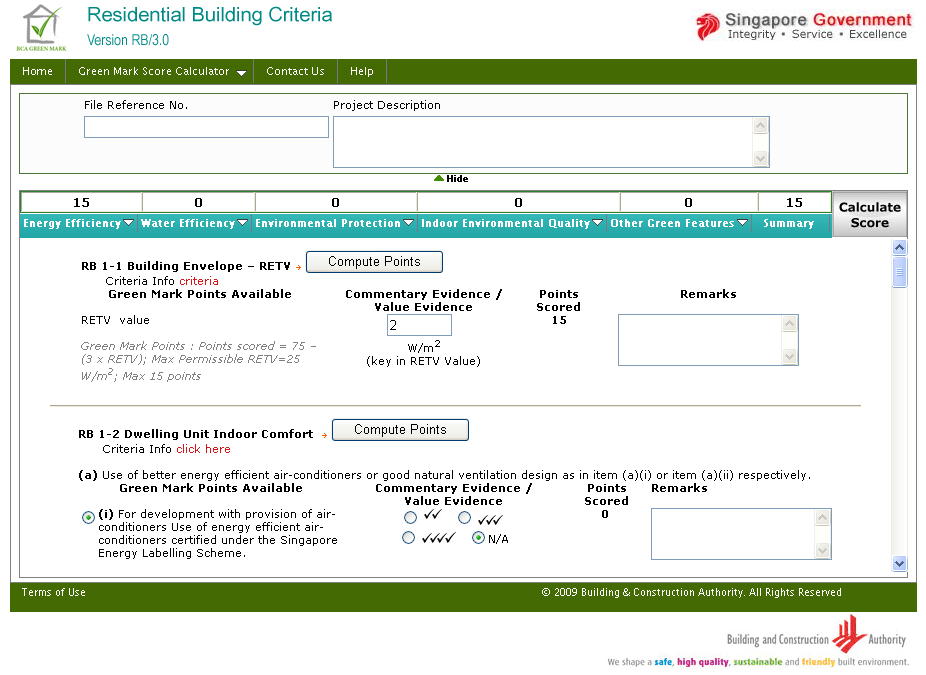 BCA GREEN MARK
Residential Building Criteria
Version RB/3.0
Singapore Government
Integrity • Service • Excellence
Home
Green Mark Score Calculator
Contact Us
Help
File Reference No.
Project Description
Hide
15
0
0
0
0
15
Energy Efficiency
Water Efficiency
Environmental Protection
Indoor Environmental Quality
Other Green Features
Summary
Calculate
Score
RB 1-1 Building Envelope – RETV
Compute Points
Criteria Info criteria
Green Mark Points Available
Commentary Evidence /
Value Evidence
Points
Scored
Remarks
RETV value
2
15
W/m2
(key in RETV Value)
Green Mark Points : Points scored = 75 –
(3 x RETV); Max Permissible RETV=25
W/m2; Max 15 points
RB 1-2 Dwelling Unit Indoor Comfort
Compute Points
Criteria Info click here
(a) Use of better energy efficient air-conditioners or good natural ventilation design as in item (a)(i) or item (a)(ii) respectively.
Green Mark Points Available
Commentary Evidence /
Value Evidence
Points
Scored
Remarks
0
(i) For development with provision of air-
conditioners Use of energy efficient air-
conditioners certified under the Singapore
Energy Labelling Scheme.
✓✓
✓✓✓
✓✓✓✓
N/A
Terms of Use
© 2009 Building & Construction Authority. All Rights Reserved
Building and Construction Authority
We shape a safe, high quality, sustainable and friendly built environment.